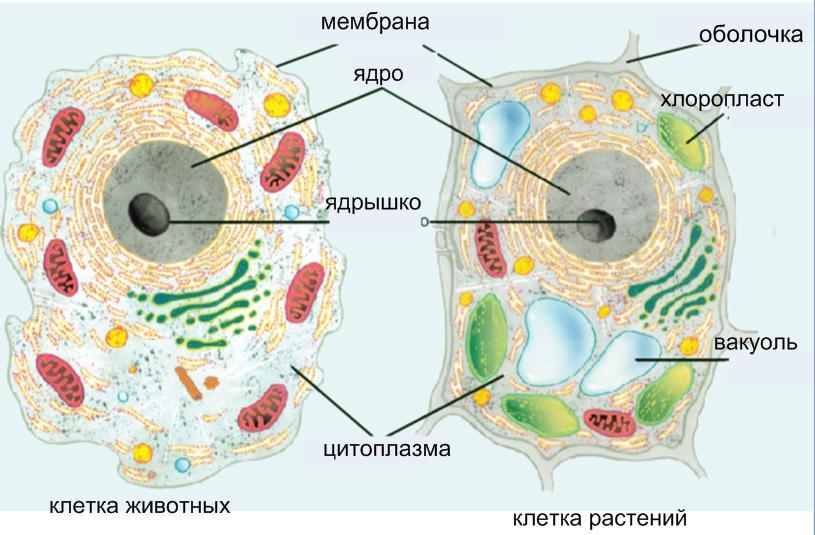 мембрана
оболочка
ядро
хлоропласт
ядрышко
вакуоль
цитоплазма
клетка животных
клетка растений